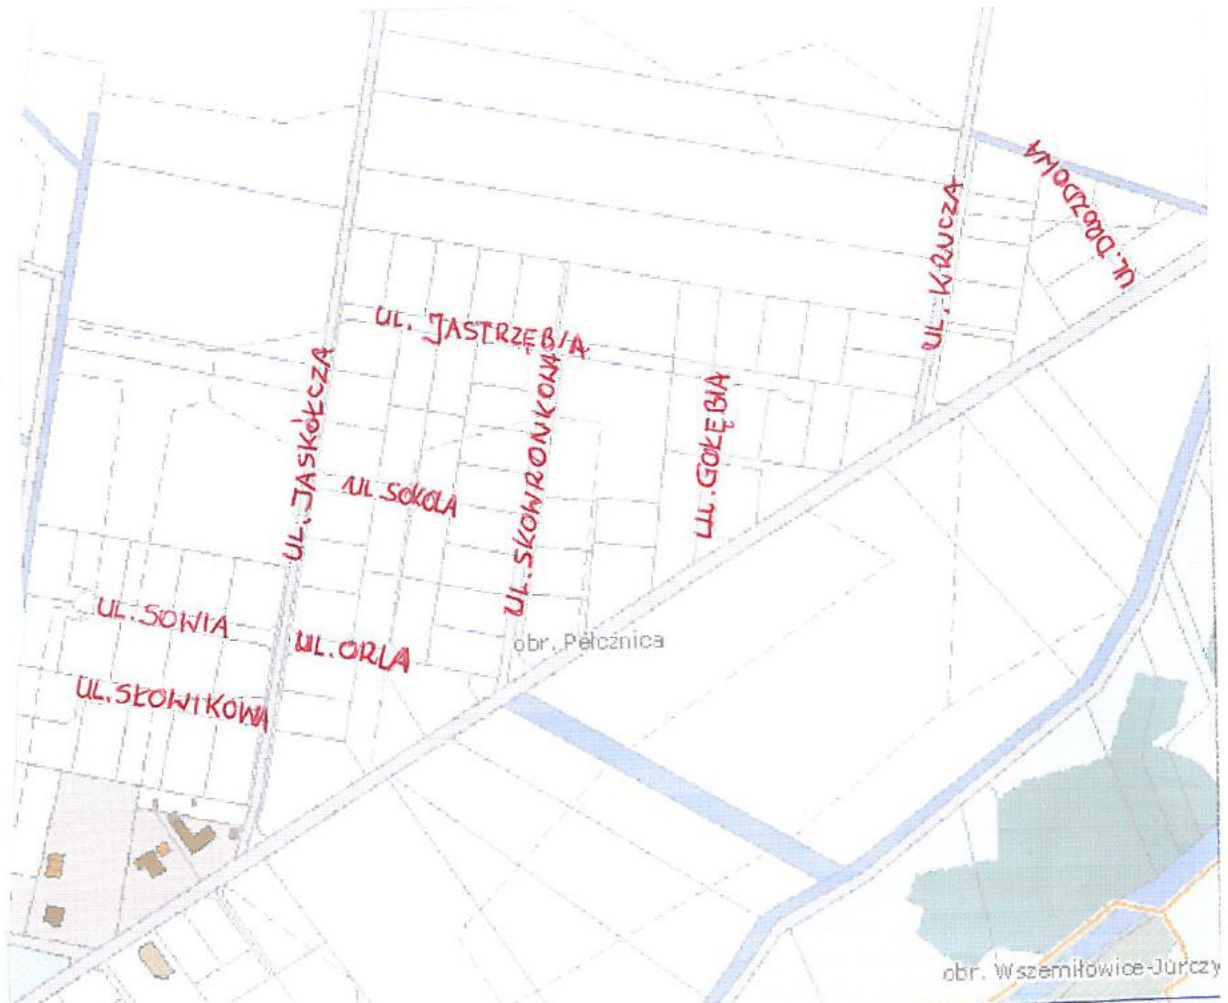 UL. DROZDOWA
UL. KRUCZA
UL. JASTRZĘBIA
UL. JASKÓŁCZA
UL. SKOWRONKOWA
UL. GOŁĘBIA
UL. SOKOLA
UL. SOWIA
UL. ORLA
obr. Pełcznica
UL. SŁOWIKOWA
obr. Wszemiłowice-Jurczy